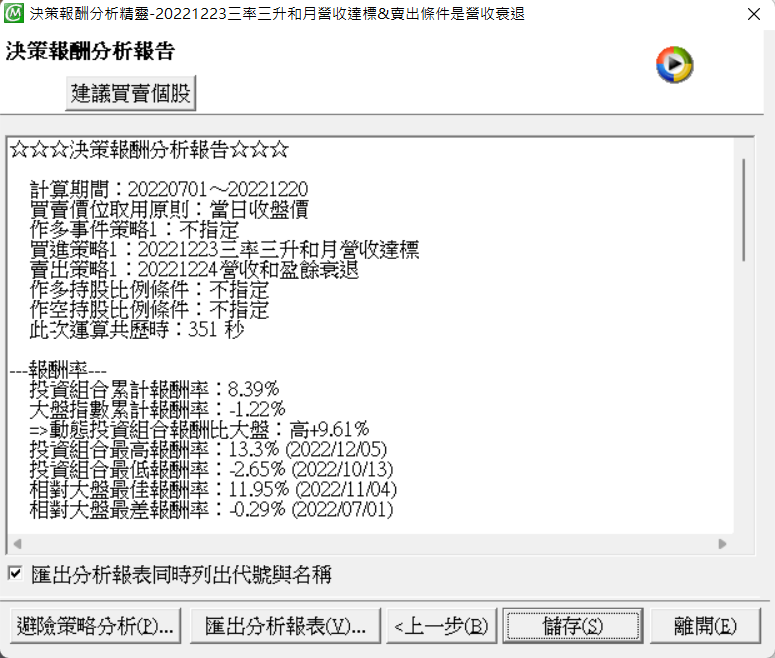 決策報酬分析精靈-20221223三率三升和月營收達標&賣出條件是營收衰退
決策報酬分析報告
建議買賣個股
☆☆☆決策報酬分析報告☆☆☆
計算期間：20220701～20221220
買賣價位取用原則：當日收盤價
作多事件策略1：不指定
買進策略1：20221223三率三升和月營收達標
賣出策略1：20221224營收和盈餘衰退
作多持股比例條件：不指定
作空持股比例條件：不指定
此次運算共歷時：351 秒
---報酬率---
投資組合累計報酬率：8.39%
大盤指數累計報酬率：-1.22%
=>動態投資組合報酬比大盤：高+9.61%
投資組合最高報酬率：13.3% (2022/12/05)
投資組合最低報酬率：-2.65% (2022/10/13)
相對大盤最佳報酬率：11.95% (2022/11/04)
相對大盤最差報酬率：-0.29% (2022/07/01)
匯出分析報表同時列出代號與名稱
避險策略分析(P)... 匯出分析報表(V)... <上一步(B) 儲存(S) 離開(E)